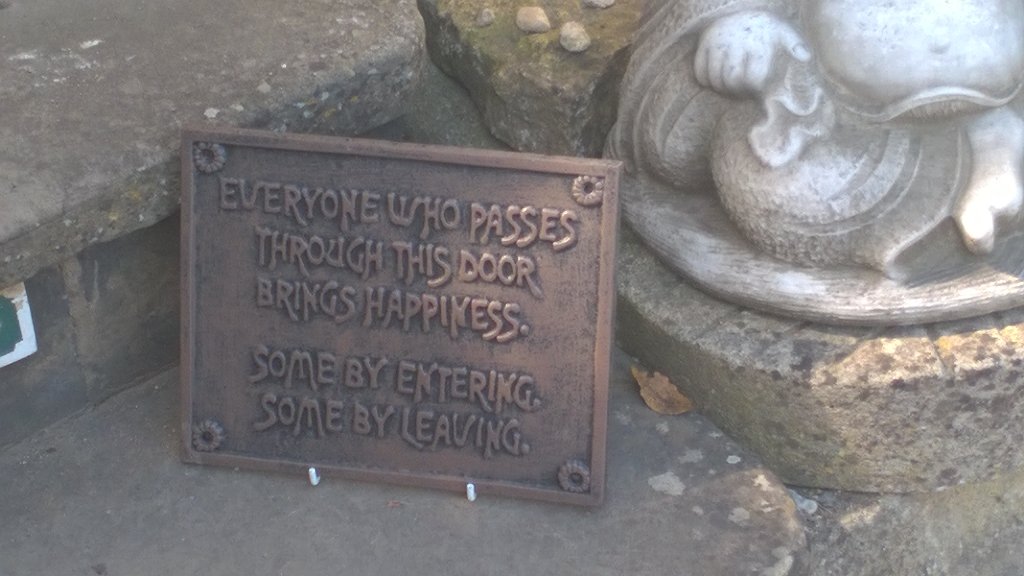 EVERYONE WHO PASSES
THROUGH THIS DOOR
BRINGS HAPPINESS.
SOME BY ENTERING.
SOME BY LEAVING.